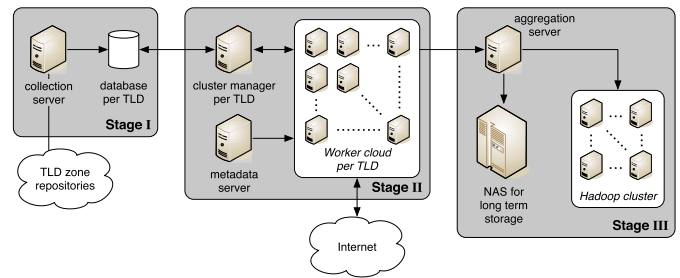 collection
server
database
per TLD
Stage I
TLD zone
repositories
cluster manager
per TLD
metadata
server
Worker cloud
per TLD
Stage II
Internet
aggregation
server
NAS for
long term
storage
Hadoop cluster
Stage III